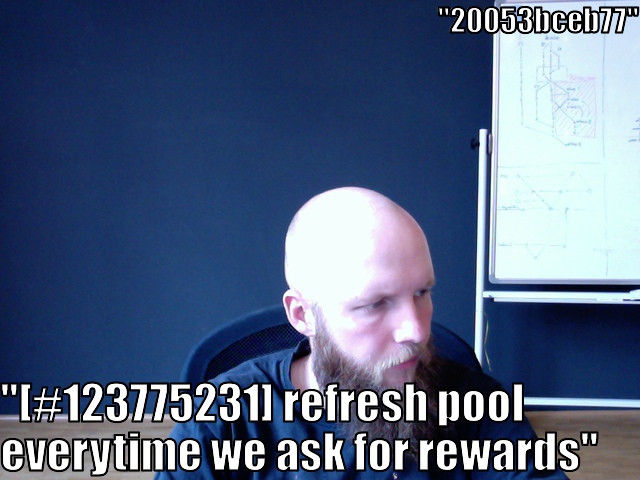 "20053bceb77"
"[#123775231] refresh pool
everytime we ask for rewards"